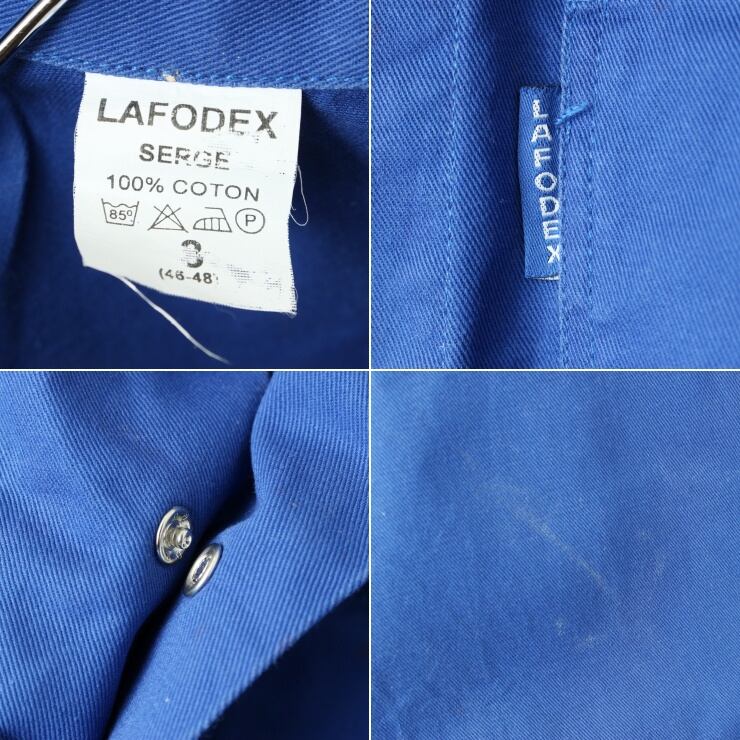 LAFODEX
SERGE
100% COTON
85° P
3
(46-48)
LAFODEX